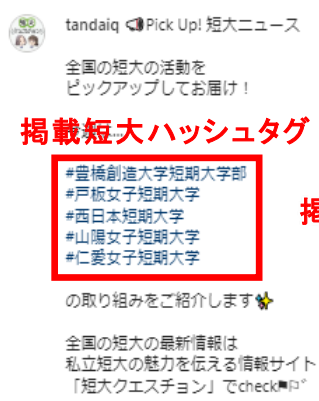 tandaiq 📢Pick Up! 短大ニュース
全国の短大の活動を
ピックアップしてお届け！
掲載短大ハッシュタグ
#豊橋創造大学短期大学部
#戸板女子短期大学
#西日本短期大学
#山陽女子短期大学
#仁愛女子短期大学
の取り組みをご紹介します✨
全国の短大の最新情報は
私立短大の魅力を伝える情報サイト
「短大クエスチョン」でcheck🏴🏳゛